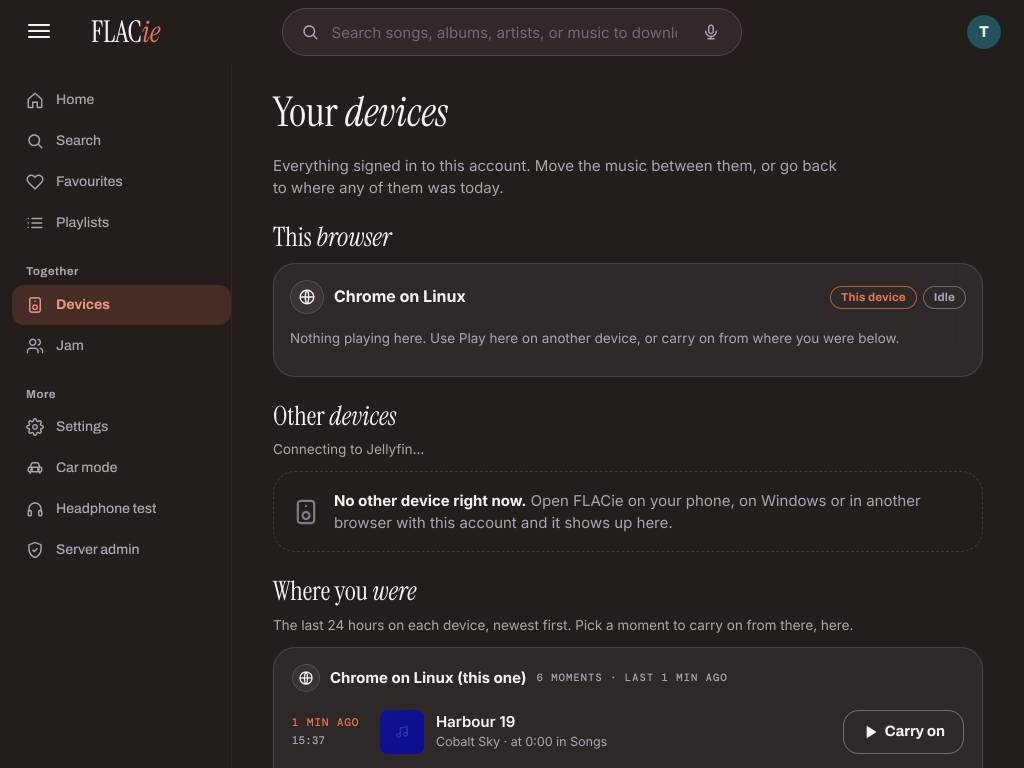 FLACie
Search songs, albums, artists, or music to downl
T
Home
Search
Favourites
Playlists
Together
Devices
Jam
More
Settings
Car mode
Headphone test
Server admin
Your devices
Everything signed in to this account. Move the music between them, or go back
to where any of them was today.
This browser
Chrome on Linux
This device
Idle
Nothing playing here. Use Play here on another device, or carry on from where you were below.
Other devices
Connecting to Jellyfin...
No other device right now. Open FLACie on your phone, on Windows or in another
browser with this account and it shows up here.
Where you were
The last 24 hours on each device, newest first. Pick a moment to carry on from there, here.
Chrome on Linux (this one) 6 MOMENTS · LAST 1 MIN AGO
1 MIN AGO
15:37
Harbour 19
Cobalt Sky · at 0:00 in Songs
Carry on